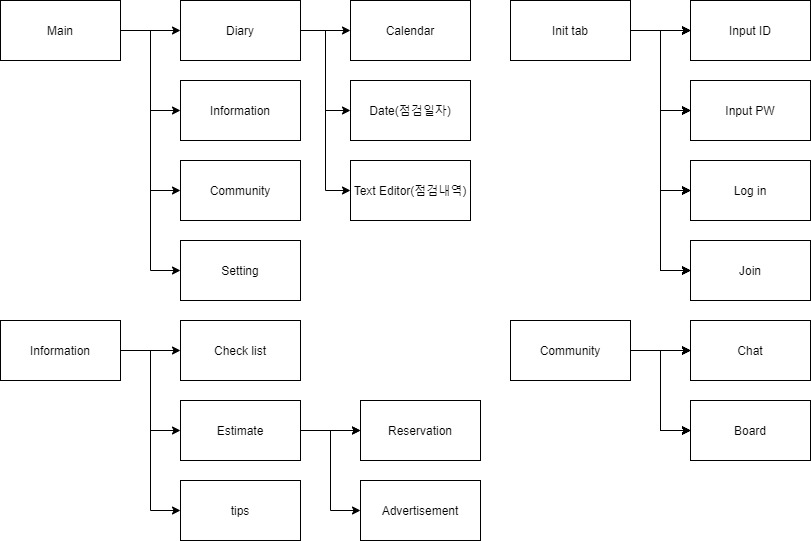 Main
Diary
Calendar
Init tab
Input ID
Information
Date(점검일자)
Input PW
Community
Text Editor(점검내역)
Log in
Setting
Join
Information
Check list
Community
Chat
Estimate
Reservation
Board
tips
Advertisement